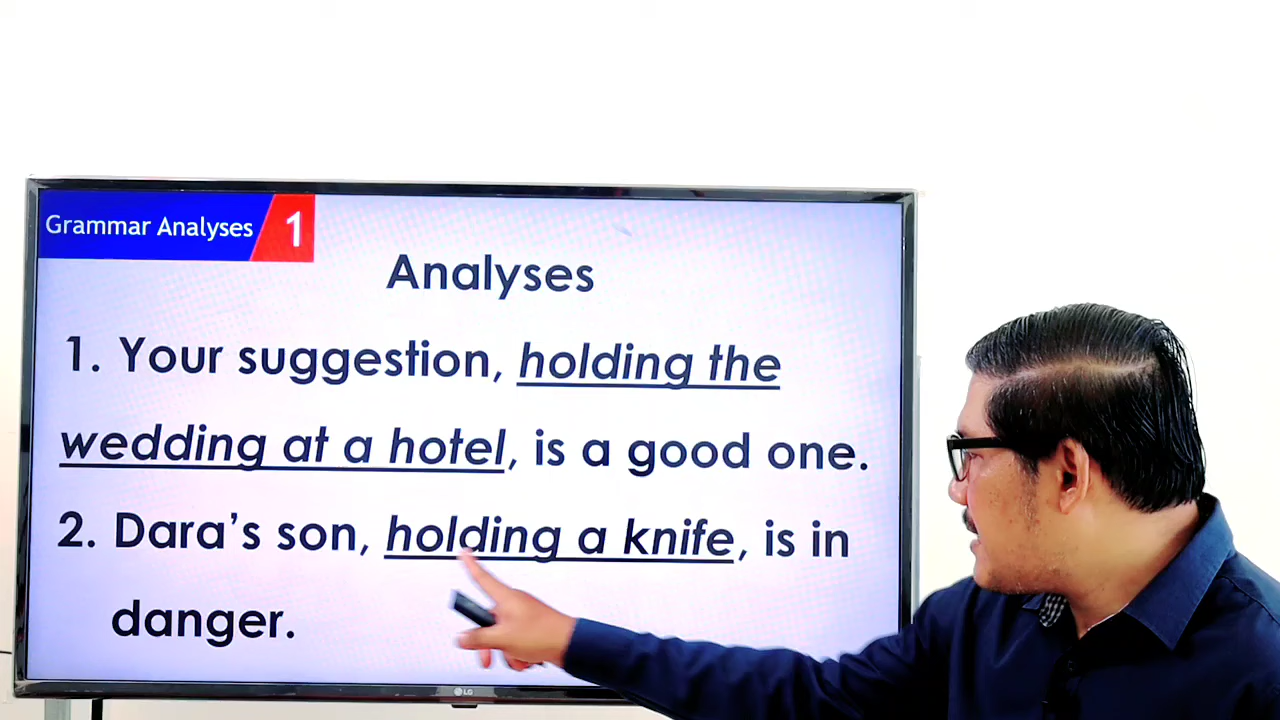 Grammar Analyses 1
Analyses
1. Your suggestion, holding the
wedding at a hotel, is a good one.
2. Dara's son, holding a knife, is in
danger.
LG